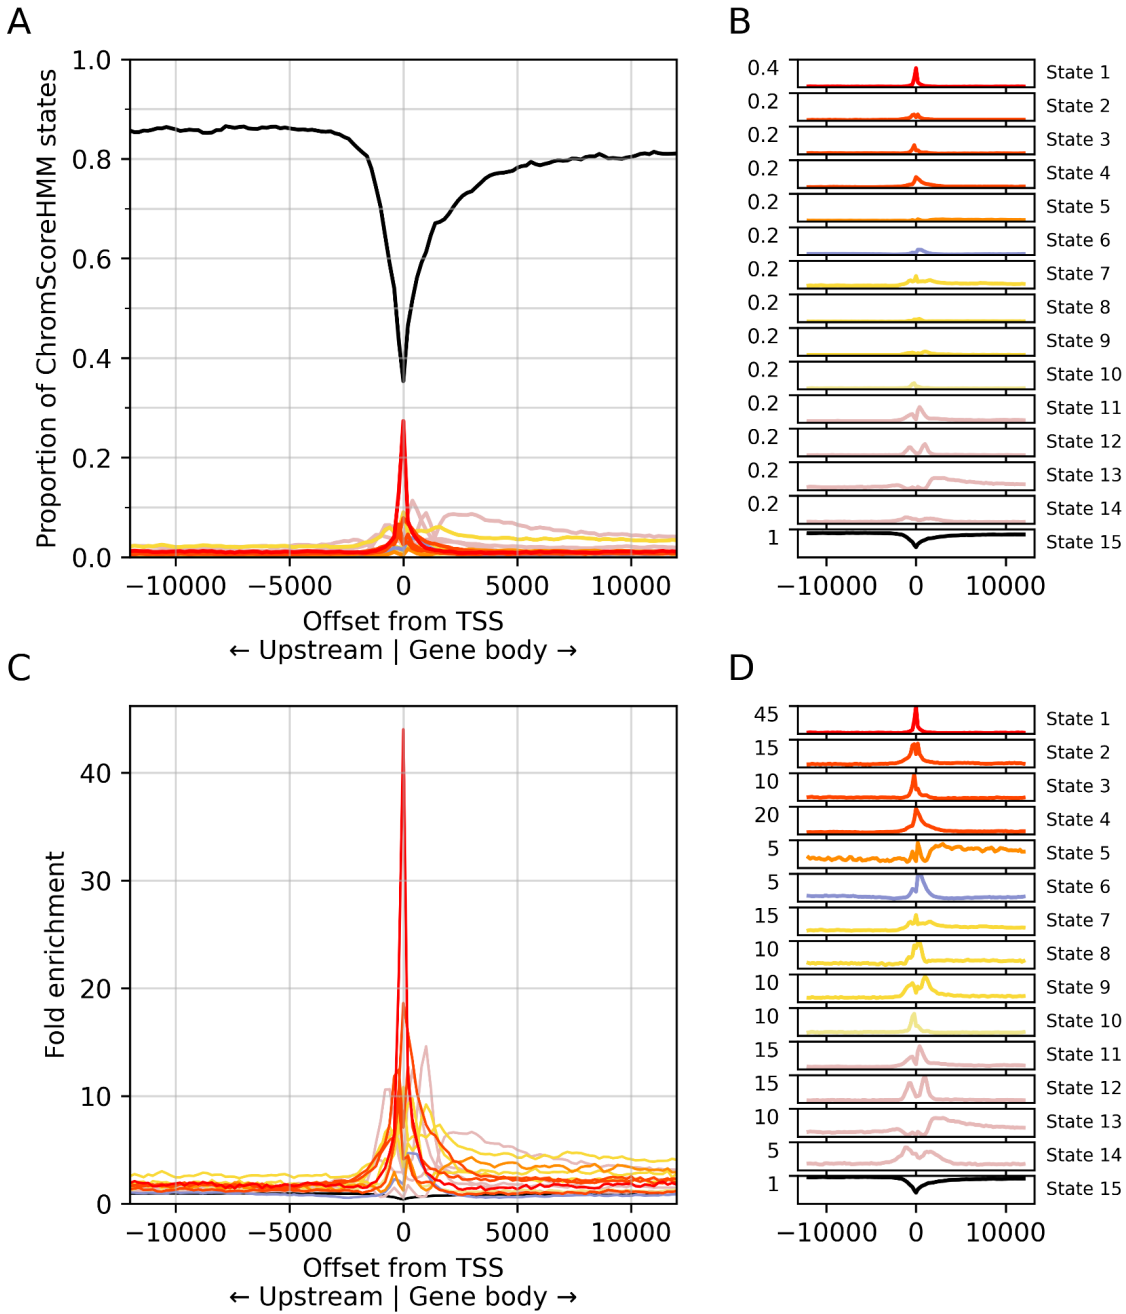 A
1.0
0.8
0.6
0.4
0.2
0.0
Proportion of ChromScoreHMM states
−10000 −5000 0 5000 10000
Offset from TSS
← Upstream | Gene body →
B
0.4 State 1
0.2 State 2
0.2 State 3
0.2 State 4
0.2 State 5
0.2 State 6
0.2 State 7
0.2 State 8
0.2 State 9
0.2 State 10
0.2 State 11
0.2 State 12
0.2 State 13
0.2 State 14
1 State 15
−10000 0 10000
C
40
30
20
10
0
Fold enrichment
−10000 −5000 0 5000 10000
Offset from TSS
← Upstream | Gene body →
D
45 State 1
15 State 2
10 State 3
20 State 4
5 State 5
5 State 6
15 State 7
10 State 8
10 State 9
10 State 10
15 State 11
15 State 12
10 State 13
5 State 14
1 State 15
−10000 0 10000